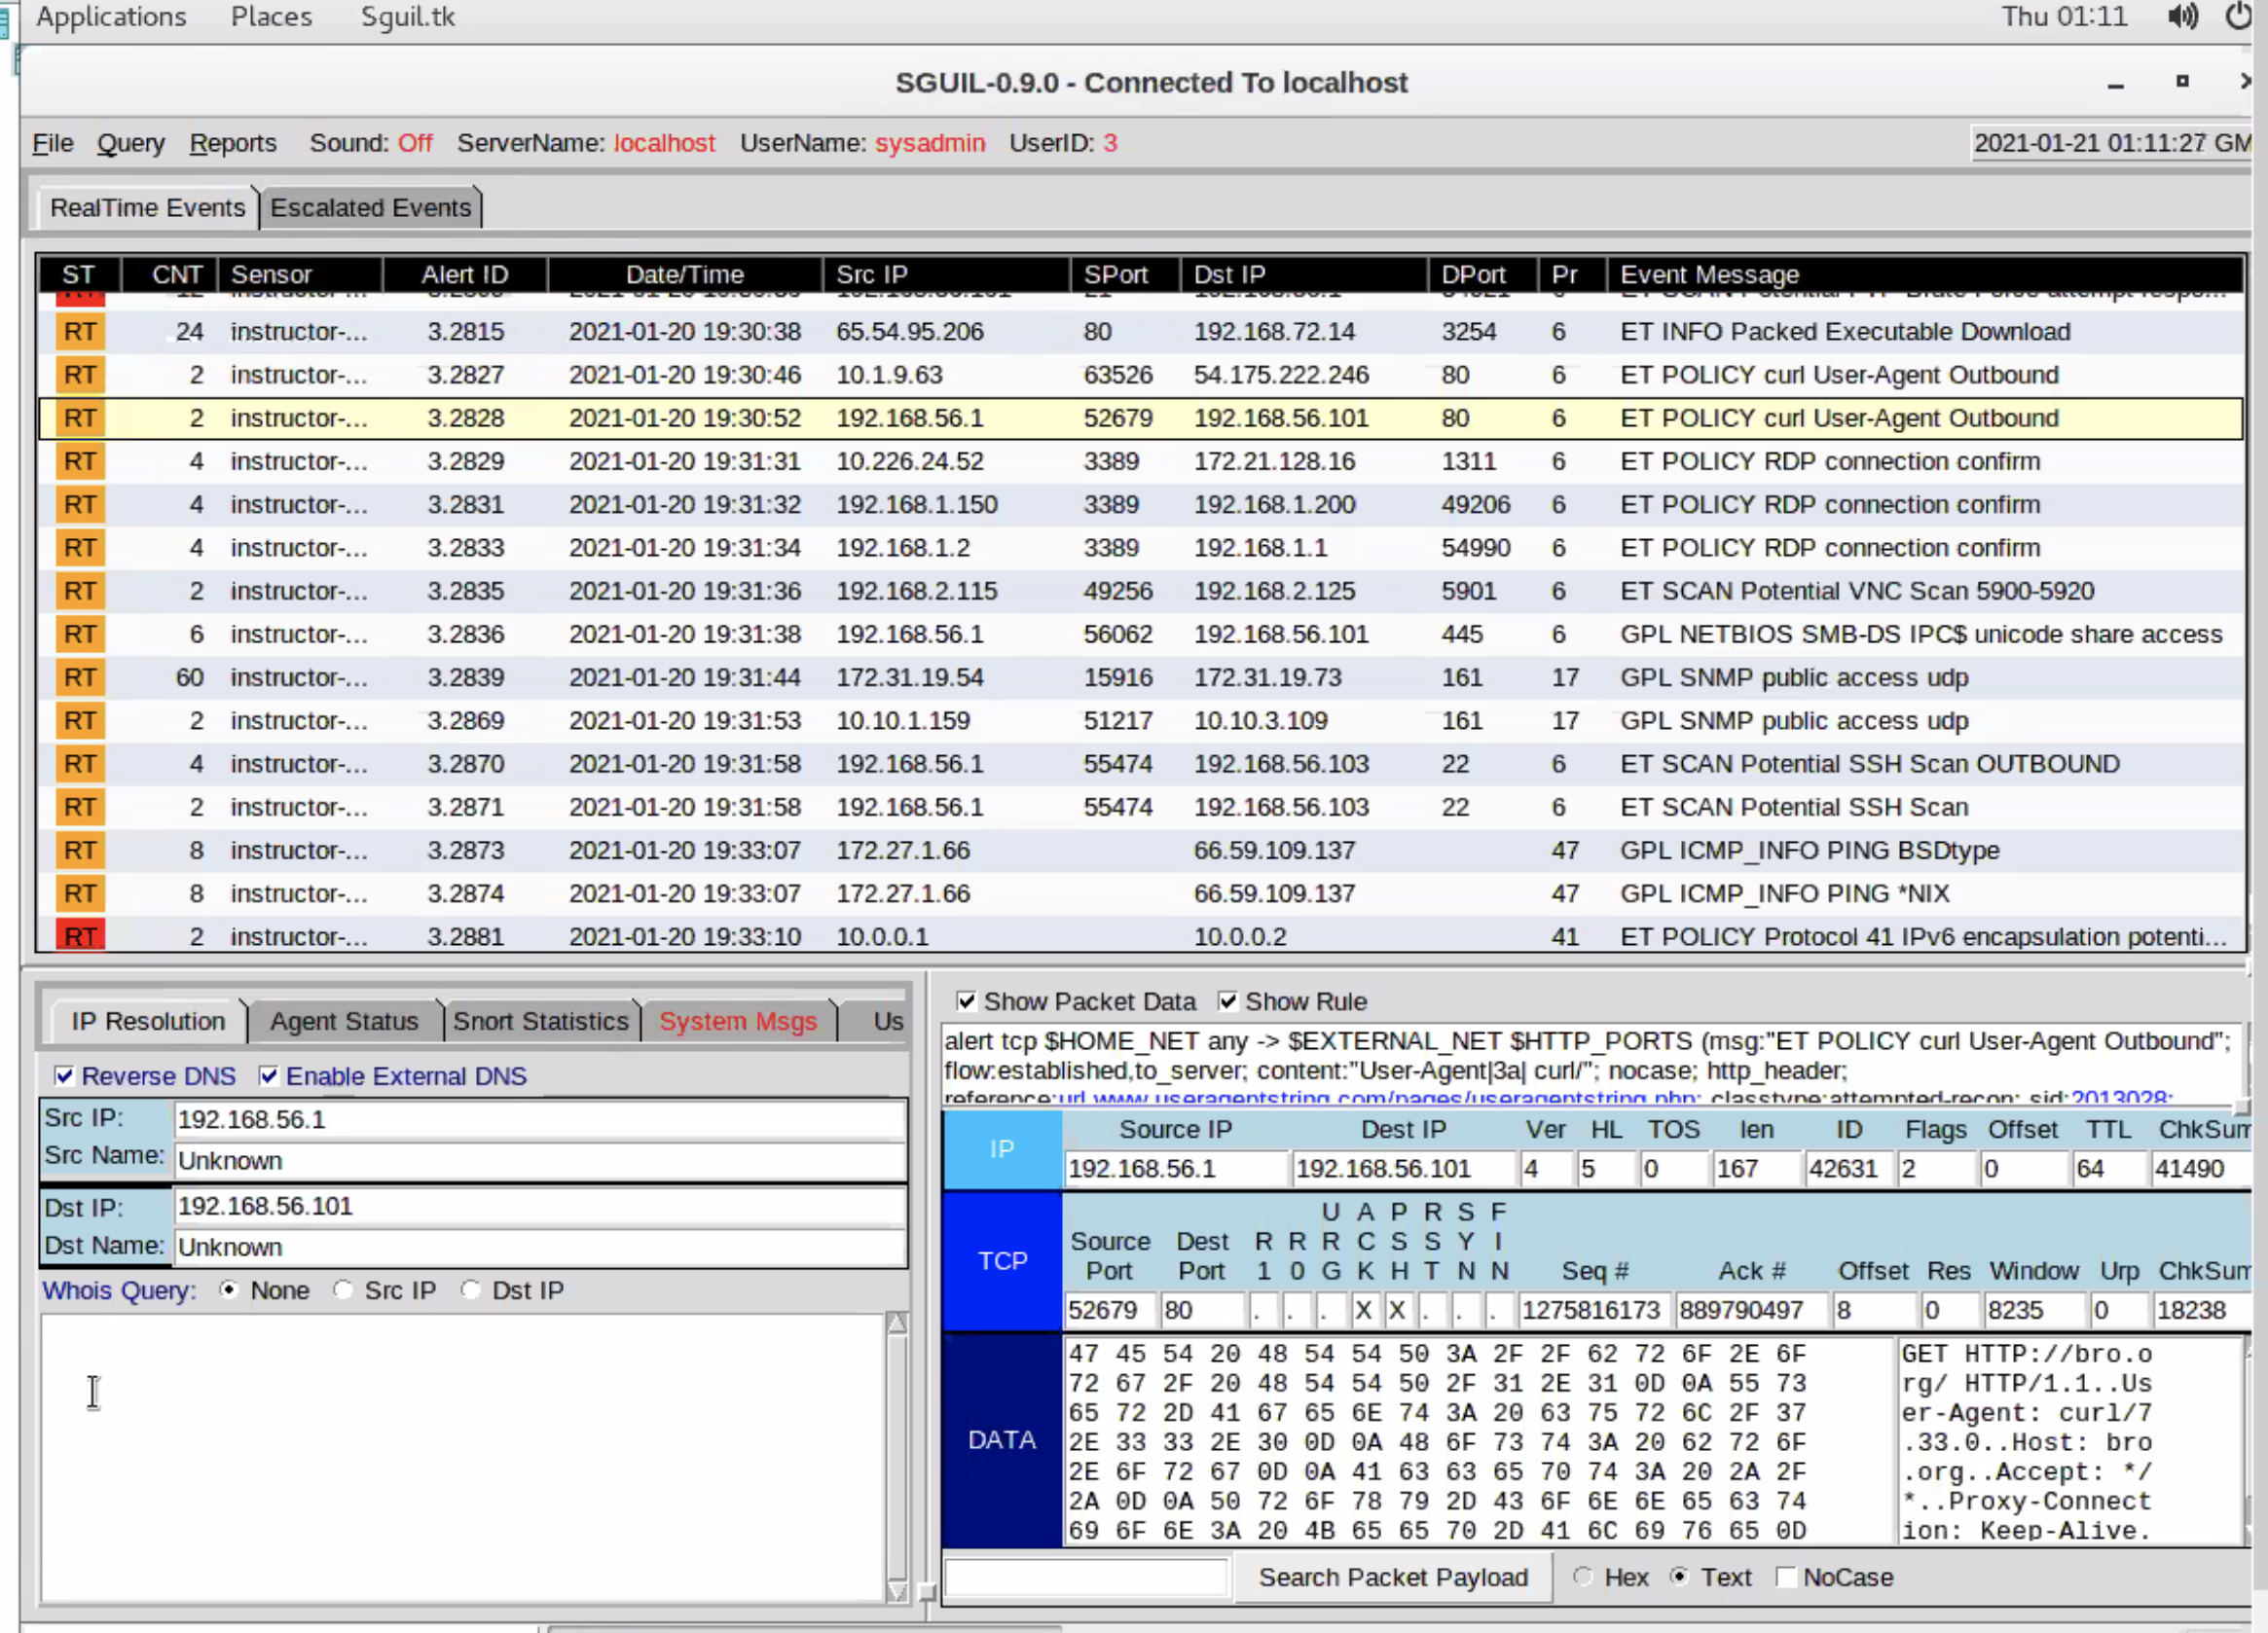 Applications Places Sguil.tk Thu 01:11
SGUIL-0.9.0 - Connected To localhost
File Query Reports Sound: Off ServerName: localhost UserName: sysadmin UserID: 3 2021-01-21 01:11:27 GM
RealTime Events Escalated Events
ST CNT Sensor Alert ID Date/Time Src IP SPort Dst IP DPort Pr Event Message
RT 24 instructor-... 3.2815 2021-01-20 19:30:38 65.54.95.206 80 192.168.72.14 3254 6 ET INFO Packed Executable Download
RT 2 instructor-... 3.2827 2021-01-20 19:30:46 10.1.9.63 63526 54.175.222.246 80 6 ET POLICY curl User-Agent Outbound
RT 2 instructor-... 3.2828 2021-01-20 19:30:52 192.168.56.1 52679 192.168.56.101 80 6 ET POLICY curl User-Agent Outbound
RT 4 instructor-... 3.2829 2021-01-20 19:31:31 10.226.24.52 3389 172.21.128.16 1311 6 ET POLICY RDP connection confirm
RT 4 instructor-... 3.2831 2021-01-20 19:31:32 192.168.1.150 3389 192.168.1.200 49206 6 ET POLICY RDP connection confirm
RT 4 instructor-... 3.2833 2021-01-20 19:31:34 192.168.1.2 3389 192.168.1.1 54990 6 ET POLICY RDP connection confirm
RT 2 instructor-... 3.2835 2021-01-20 19:31:36 192.168.2.115 49256 192.168.2.125 5901 6 ET SCAN Potential VNC Scan 5900-5920
RT 6 instructor-... 3.2836 2021-01-20 19:31:38 192.168.56.1 56062 192.168.56.101 445 6 GPL NETBIOS SMB-DS IPC$ unicode share access
RT 60 instructor-... 3.2839 2021-01-20 19:31:44 172.31.19.54 15916 172.31.19.73 161 17 GPL SNMP public access udp
RT 2 instructor-... 3.2869 2021-01-20 19:31:53 10.10.1.159 51217 10.10.3.109 161 17 GPL SNMP public access udp
RT 4 instructor-... 3.2870 2021-01-20 19:31:58 192.168.56.1 55474 192.168.56.103 22 6 ET SCAN Potential SSH Scan OUTBOUND
RT 2 instructor-... 3.2871 2021-01-20 19:31:58 192.168.56.1 55474 192.168.56.103 22 6 ET SCAN Potential SSH Scan
RT 8 instructor-... 3.2873 2021-01-20 19:33:07 172.27.1.66 66.59.109.137 47 GPL ICMP_INFO PING BSDtype
RT 8 instructor-... 3.2874 2021-01-20 19:33:07 172.27.1.66 66.59.109.137 47 GPL ICMP_INFO PING *NIX
RT 2 instructor-... 3.2881 2021-01-20 19:33:10 10.0.0.1 10.0.0.2 41 ET POLICY Protocol 41 IPv6 encapsulation potenti...
IP Resolution Agent Status Snort Statistics System Msgs Us
Reverse DNS Enable External DNS
Src IP: 192.168.56.1
Src Name: Unknown
Dst IP: 192.168.56.101
Dst Name: Unknown
Whois Query: None Src IP Dst IP
Show Packet Data Show Rule
alert tcp $HOME_NET any -> $EXTERNAL_NET $HTTP_PORTS (msg:"ET POLICY curl User-Agent Outbound";
flow:established,to_server; content:"User-Agent|3a| curl/"; nocase; http_header;
reference:url,www.useragentstring.com/pages/useragentstring.php; classtype:attempted-recon; sid:2013028;
IP Source IP Dest IP Ver HL TOS len ID Flags Offset TTL ChkSum
192.168.56.1 192.168.56.101 4 5 0 167 42631 2 0 64 41490
TCP Source Port Dest Port R1 R0 URG ACK PSH RST SYN FIN Seq # Ack # Offset Res Window Urp ChkSum
52679 80 . . . X X . . . 1275816173 889790497 8 0 8235 0 18238
DATA
47 45 54 20 48 54 54 50 3A 2F 2F 62 72 6F 2E 6F GET HTTP://bro.o
72 67 2F 20 48 54 54 50 2F 31 2E 31 0D 0A 55 73 rg/ HTTP/1.1..Us
65 72 2D 41 67 65 6E 74 3A 20 63 75 72 6C 2F 37 er-Agent: curl/7
2E 33 33 2E 30 0D 0A 48 6F 73 74 3A 20 62 72 6F .33.0..Host: bro
2E 6F 72 67 0D 0A 41 63 63 65 70 74 3A 20 2A 2F .org..Accept: */
2A 0D 0A 50 72 6F 78 79 2D 43 6F 6E 6E 65 63 74 *..Proxy-Connect
69 6F 6E 3A 20 4B 65 65 70 2D 41 6C 69 76 65 0D ion: Keep-Alive.
Search Packet Payload Hex Text NoCase